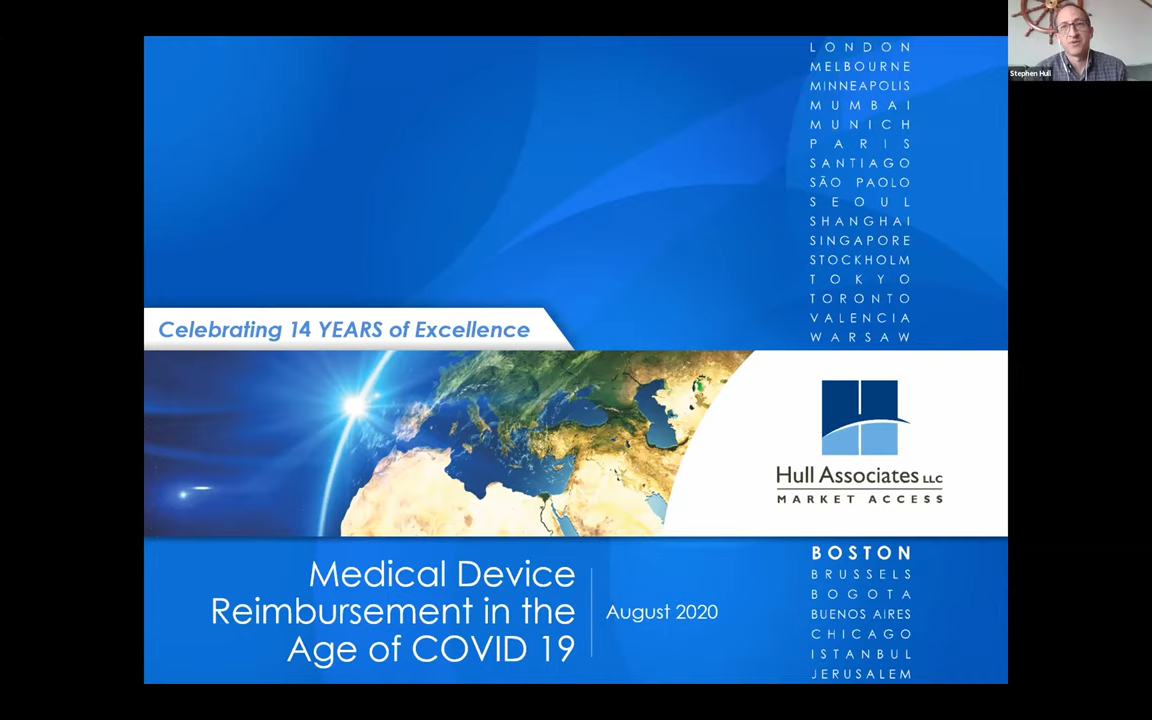 Stephen Hull
LONDON
MELBOURNE
MINNEAPOLIS
MUMBAI
MUNICH
PARIS
SANTIAGO
SÃO PAOLO
SEOUL
SHANGHAI
SINGAPORE
STOCKHOLM
TOKYO
TORONTO
VALENCIA
WARSAW
Celebrating 14 YEARS of Excellence
Hull Associates LLC
MARKET ACCESS
Medical Device
Reimbursement in the
Age of COVID 19
August 2020
BOSTON
BRUSSELS
BOGOTA
BUENOS AIRES
CHICAGO
ISTANBUL
JERUSALEM